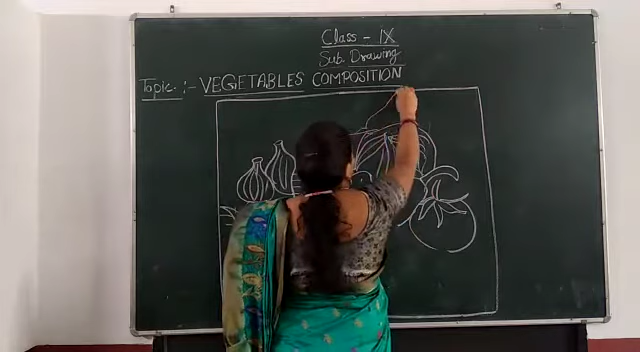 Class - IX
Sub. Drawing
Topic :- VEGETABLES COMPOSITION